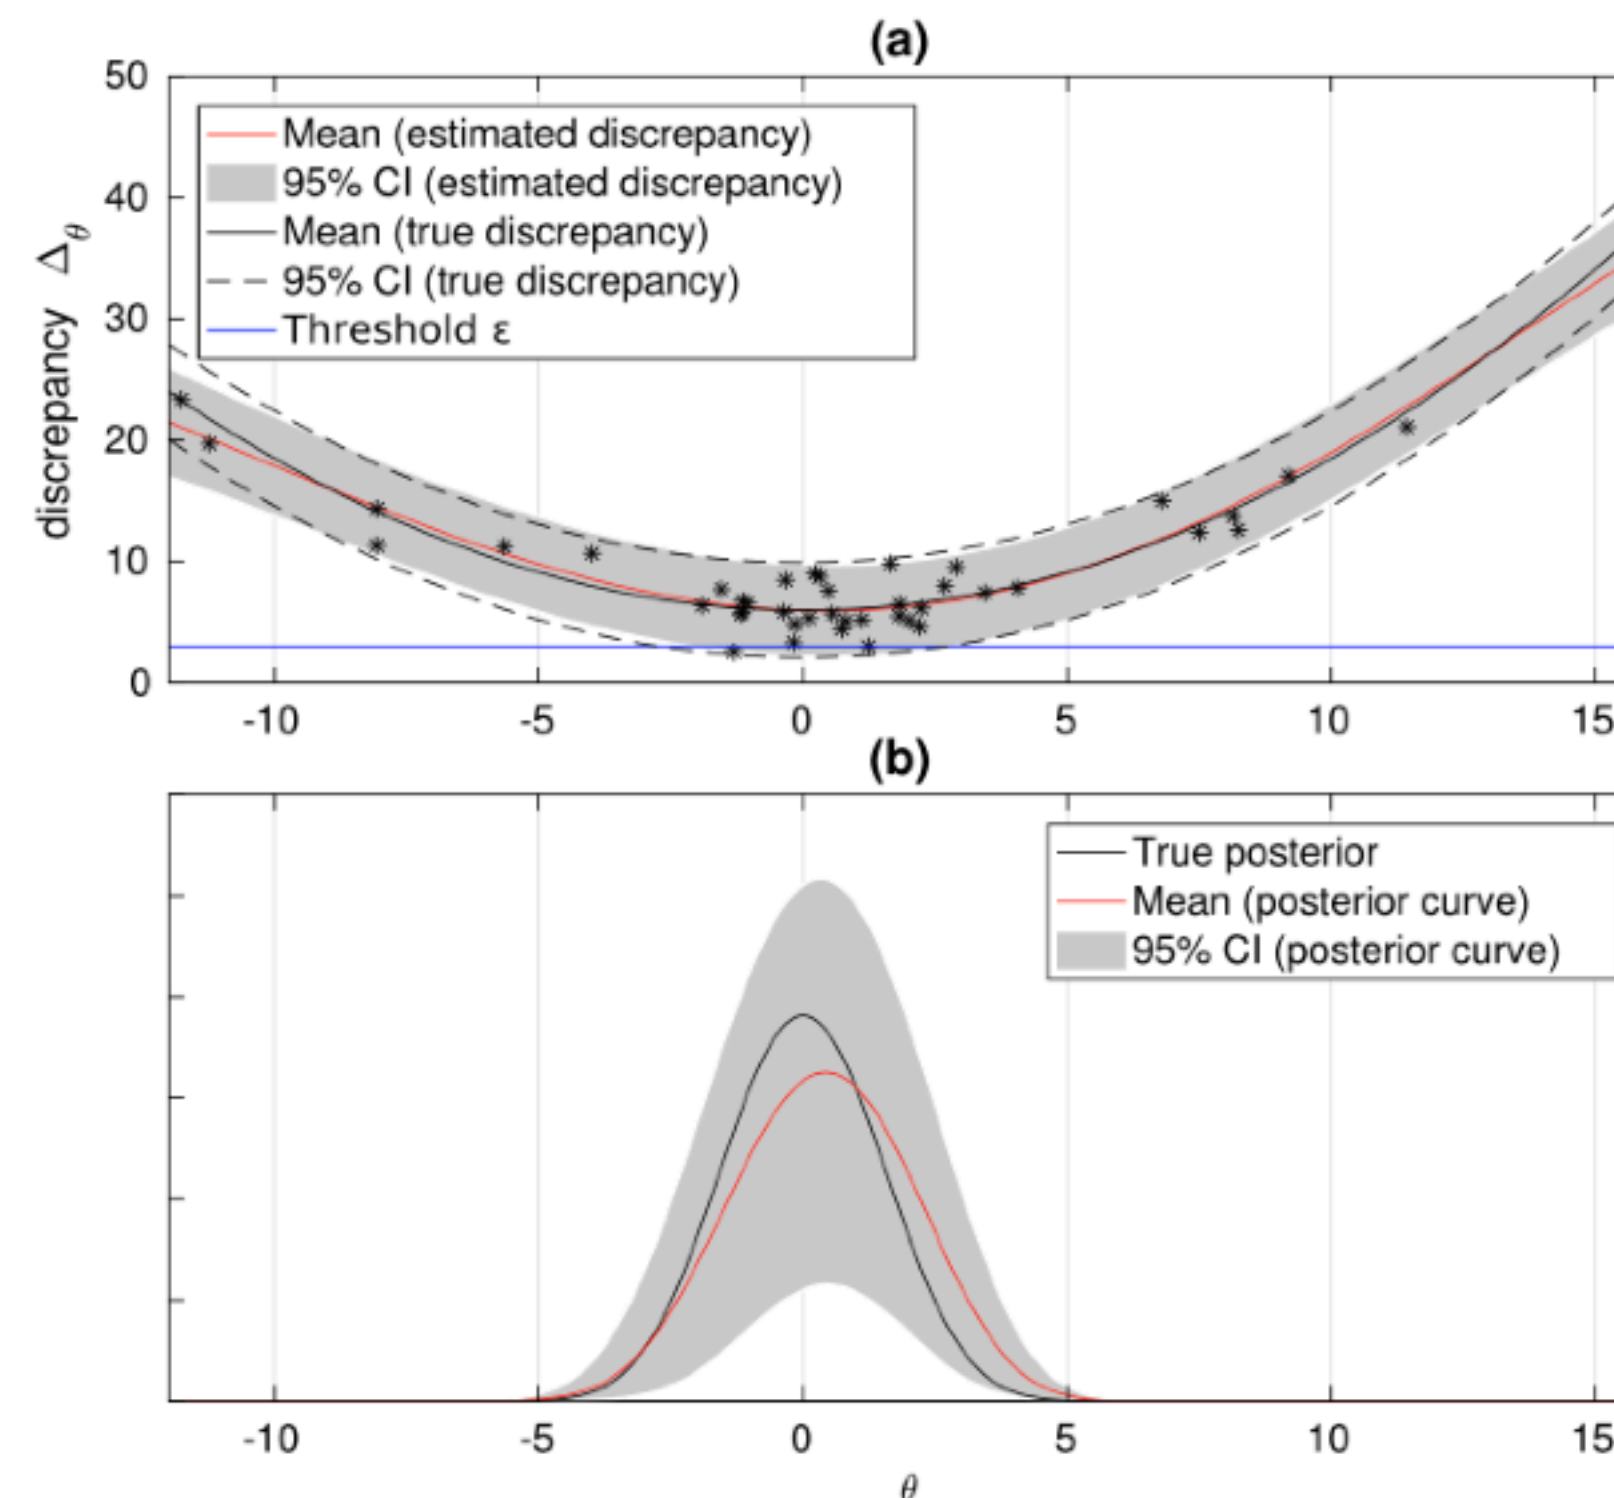 (a)
50
40
30
20
10
0
discrepancy Δθ
Mean (estimated discrepancy)
95% CI (estimated discrepancy)
Mean (true discrepancy)
95% CI (true discrepancy)
Threshold ε
-10 -5 0 5 10 15
(b)
True posterior
Mean (posterior curve)
95% CI (posterior curve)
-10 -5 0 5 10 15
θ